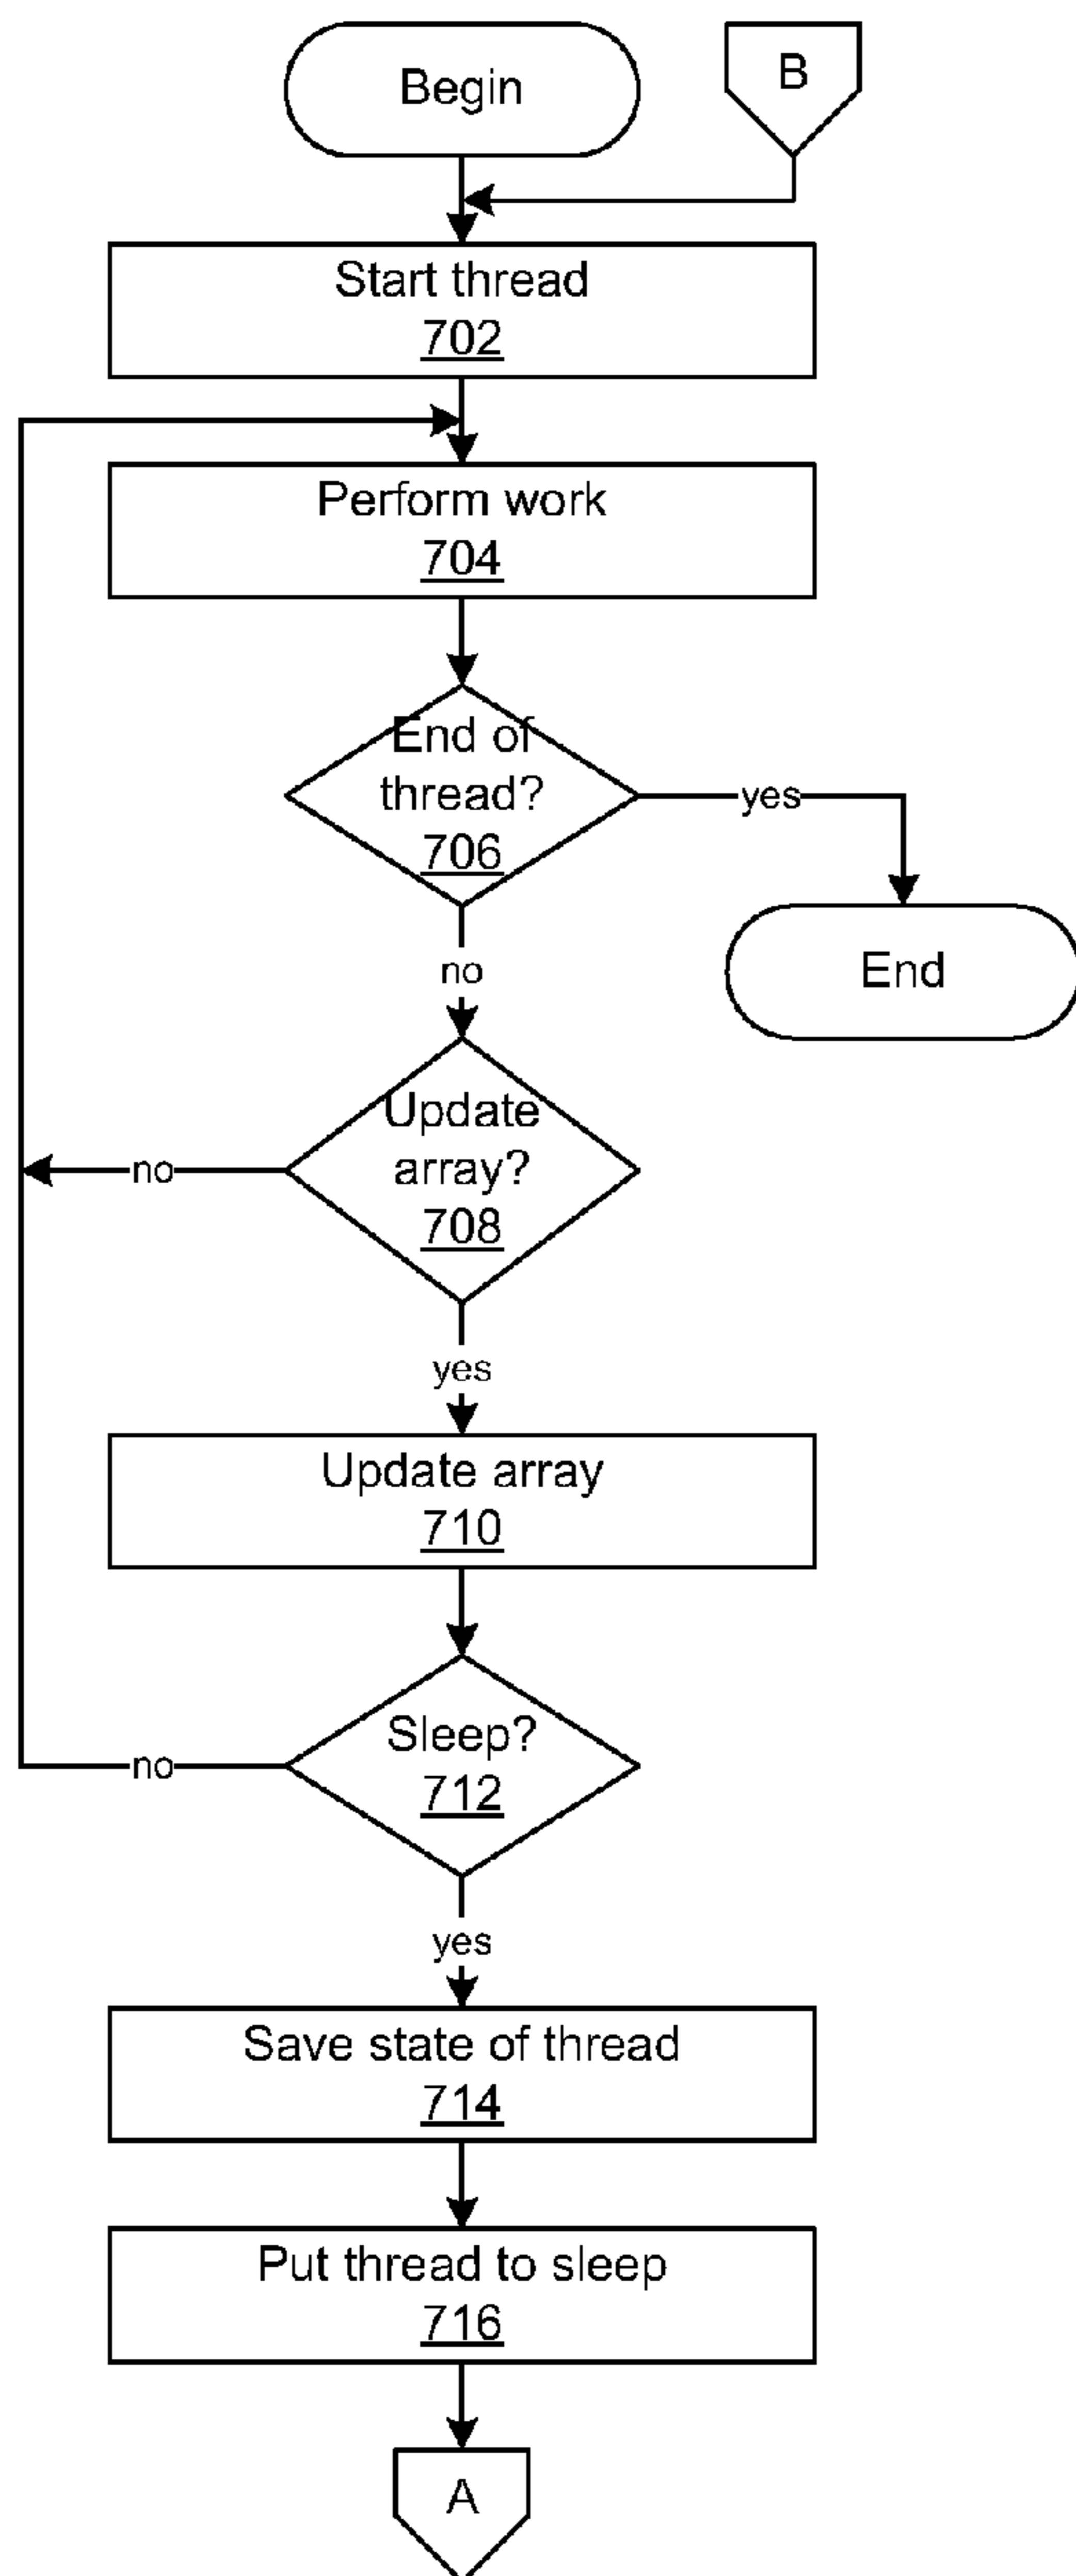 Begin
B
Start thread
702
Perform work
704
End of
thread?
706
yes
End
no
Update
array?
708
no
yes
Update array
710
Sleep?
712
no
yes
Save state of thread
714
Put thread to sleep
716
A